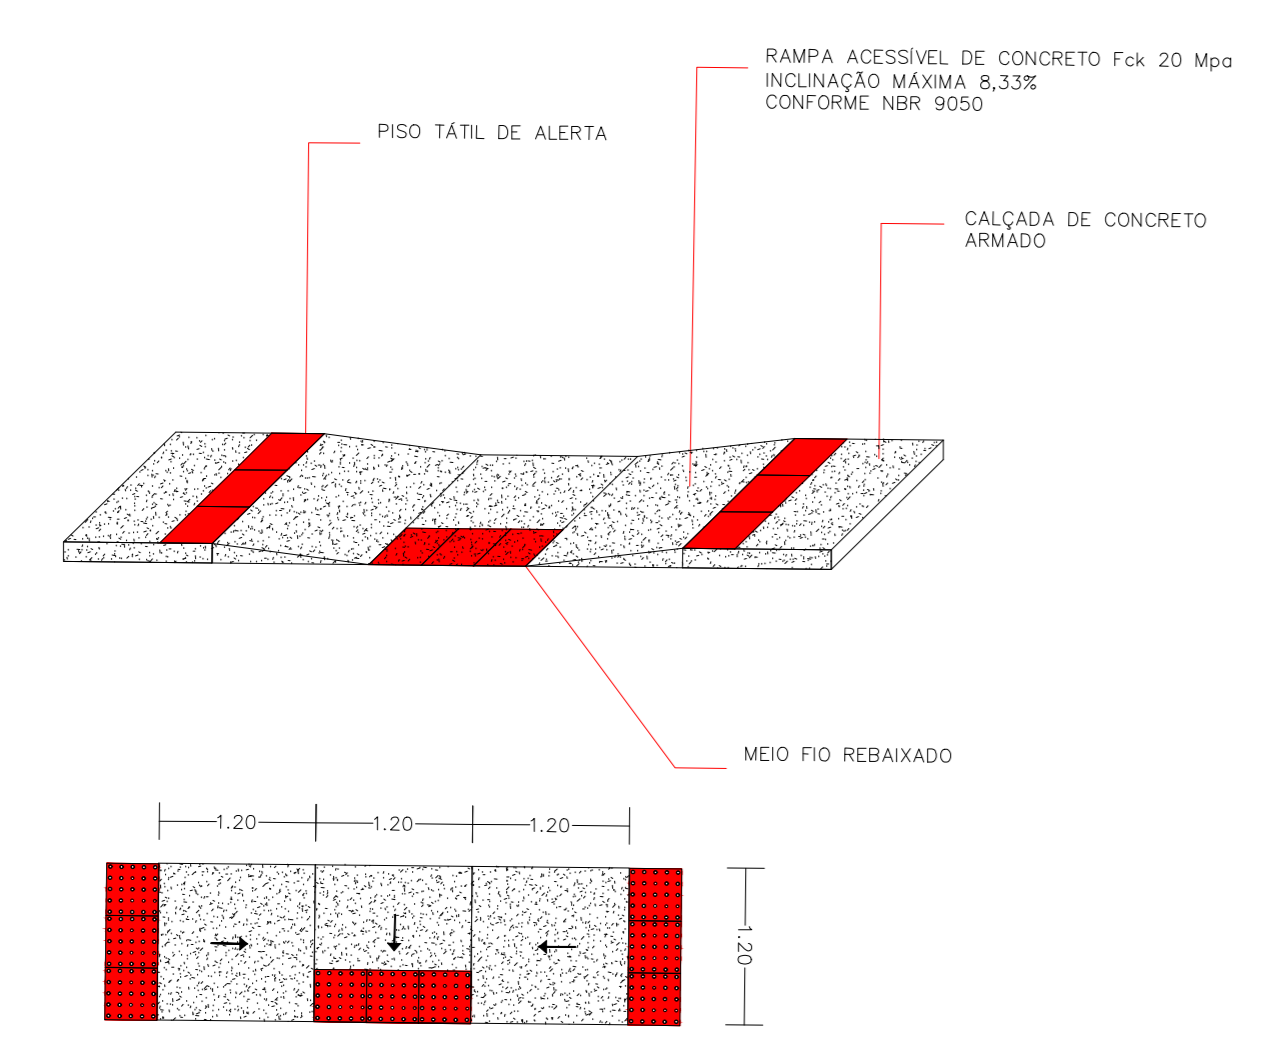 RAMPA ACESSÍVEL DE CONCRETO Fck 20 Mpa
INCLINAÇÃO MÁXIMA 8,33%
CONFORME NBR 9050
PISO TÁTIL DE ALERTA
CALÇADA DE CONCRETO
ARMADO
MEIO FIO REBAIXADO
1.20
1.20
1.20
1.20